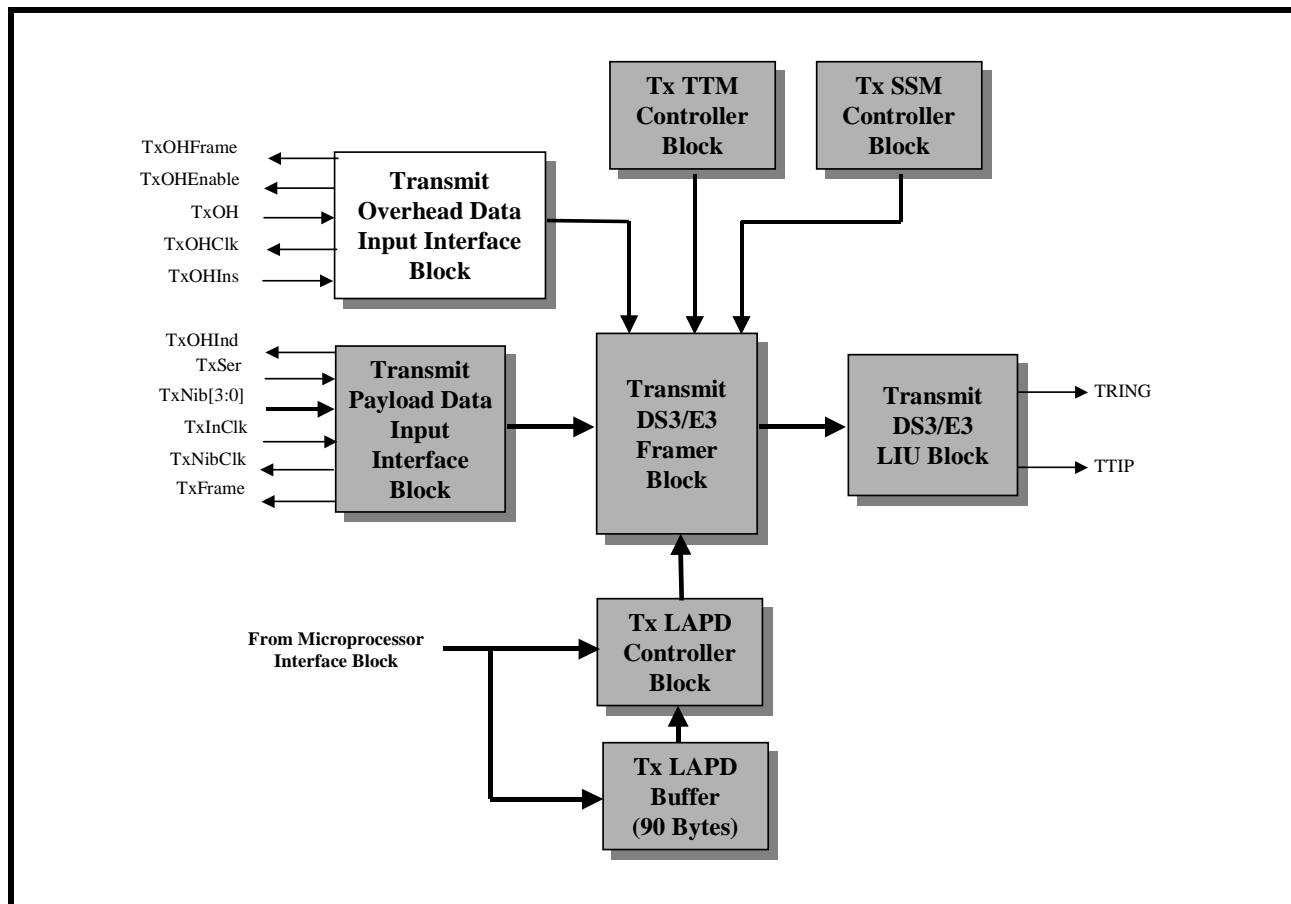 Tx TTM
Controller
Block
Tx SSM
Controller
Block
TxOHFrame
TxOHEnable
TxOH
TxOHClk
TxOHIns
Transmit
Overhead Data
Input Interface
Block
TxOHInd
TxSer
TxNib[3:0]
TxInClk
TxNibClk
TxFrame
Transmit
Payload Data
Input
Interface
Block
Transmit
DS3/E3
Framer
Block
Transmit
DS3/E3
LIU Block
TRING
TTIP
From Microprocessor
Interface Block
Tx LAPD
Controller
Block
Tx LAPD
Buffer
(90 Bytes)